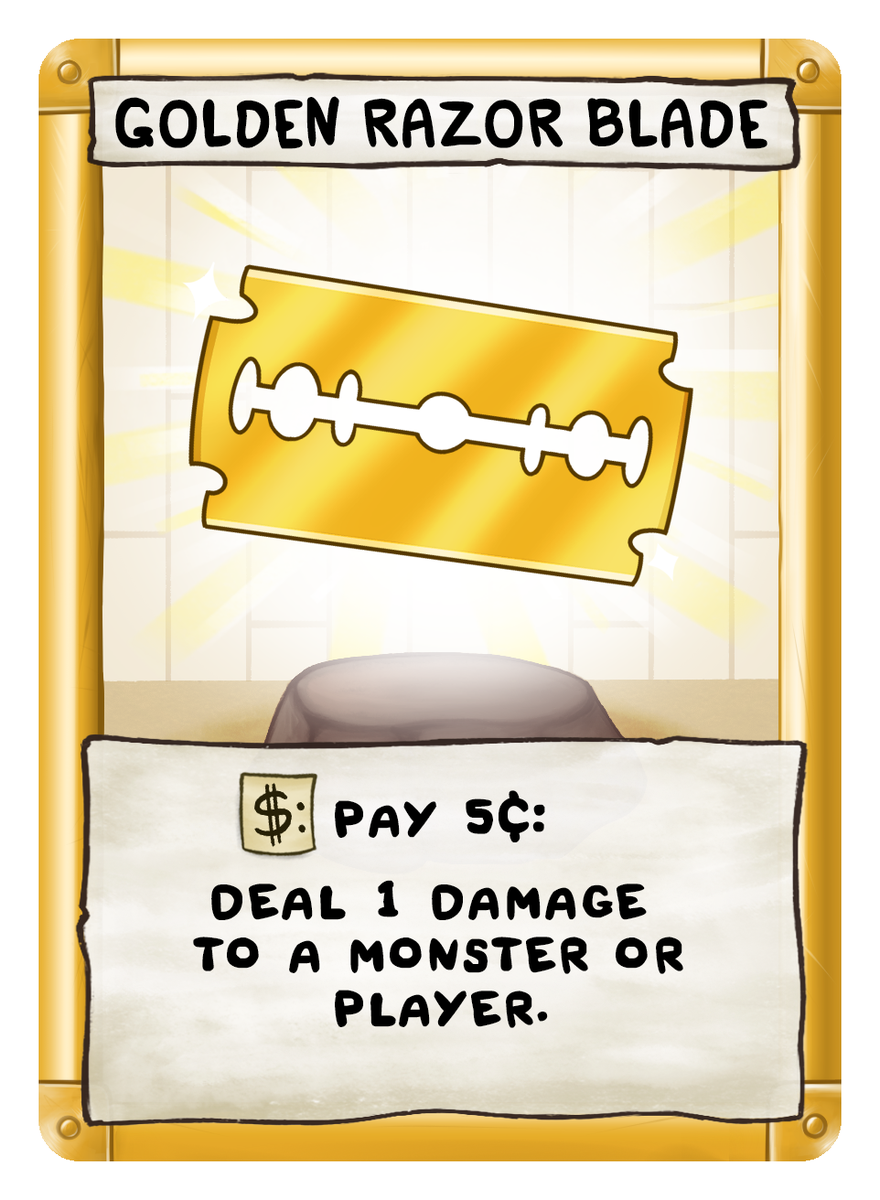 GOLDEN RAZOR BLADE
$: PAY 5¢:
DEAL 1 DAMAGE
TO A MONSTER OR
PLAYER.